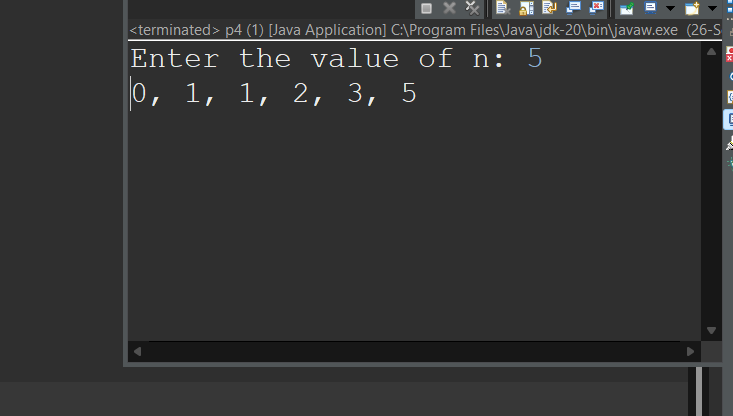 <terminated> p4 (1) [Java Application] C:\Program Files\Java\jdk-20\bin\javaw.exe (26-S
Enter the value of n: 5
0, 1, 1, 2, 3, 5